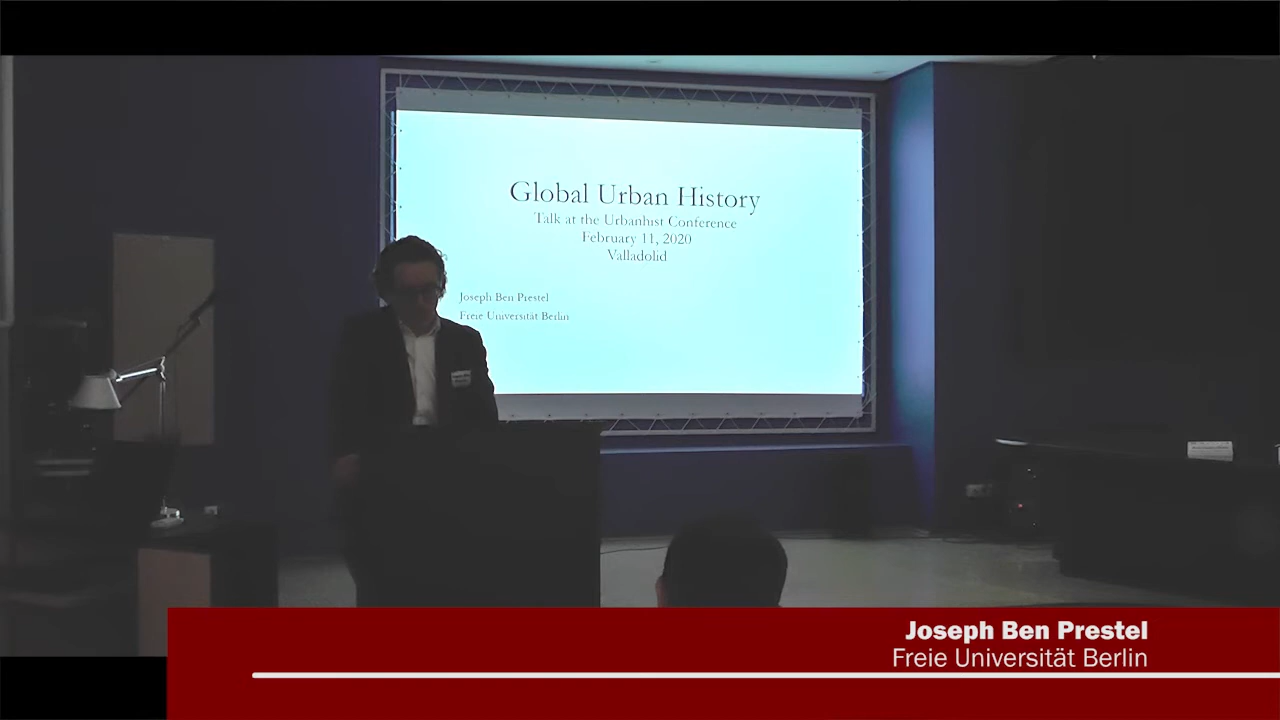 Global Urban History
Talk at the Urbanhist Conference
February 11, 2020
Valladolid
Joseph Ben Prestel
Freie Universität Berlin
Joseph Ben Prestel
Freie Universität Berlin